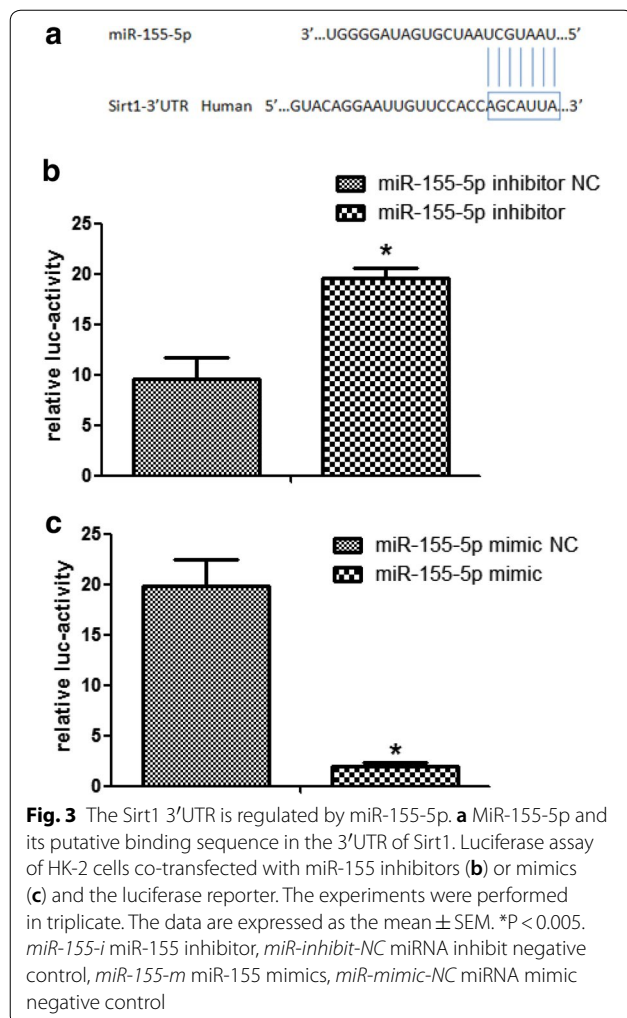 a
miR-155-5p 3′...UGGGGAUAGUGCUAAUCGUAAU...5′
Sirt1-3′UTR Human 5′...GUACAGGAAUUGUUCCACCAGCAUUA...3′
b
miR-155-5p inhibitor NC
miR-155-5p inhibitor
relative luc-activity
25
20
15
10
5
0
*
c
miR-155-5p mimic NC
miR-155-5p mimic
relative luc-activity
25
20
15
10
5
0
*
Fig. 3 The Sirt1 3′UTR is regulated by miR-155-5p. a MiR-155-5p and
its putative binding sequence in the 3′UTR of Sirt1. Luciferase assay
of HK-2 cells co-transfected with miR-155 inhibitors (b) or mimics
(c) and the luciferase reporter. The experiments were performed
in triplicate. The data are expressed as the mean ± SEM. *P < 0.005.
miR-155-i miR-155 inhibitor, miR-inhibit-NC miRNA inhibit negative
control, miR-155-m miR-155 mimics, miR-mimic-NC miRNA mimic
negative control